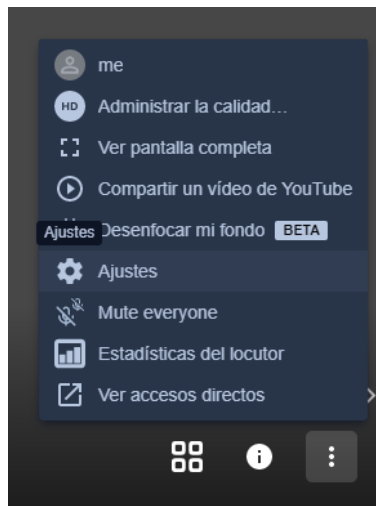 me
HD Administrar la calidad...
Ver pantalla completa
Compartir un vídeo de YouTube
Ajustes
Desenfocar mi fondo BETA
Ajustes
Mute everyone
Estadísticas del locutor
Ver accesos directos